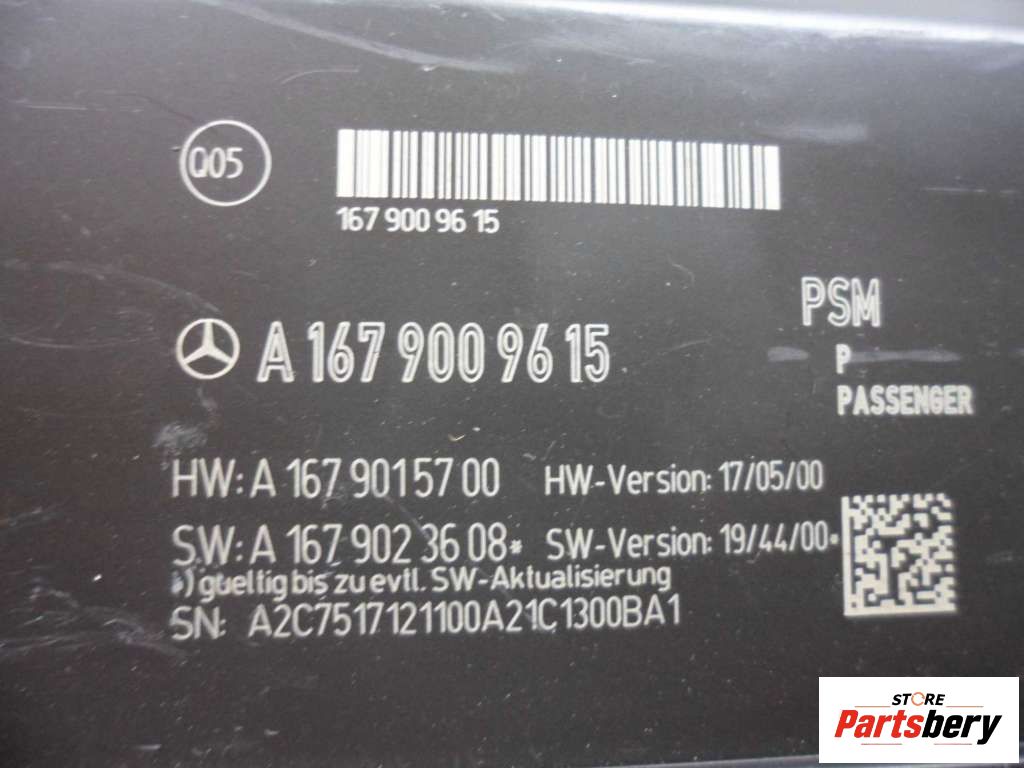 Q05
167 900 96 15
A 167 900 96 15
PSM
P
PASSENGER
HW: A 167 901 57 00 HW-Version: 17/05/00
SW: A 167 902 36 08* SW-Version: 19/44/00*
*) gueltig bis zu evtl. SW-Aktualisierung
SN: A2C7517121100A21C1300BA1
STORE
Partsbery